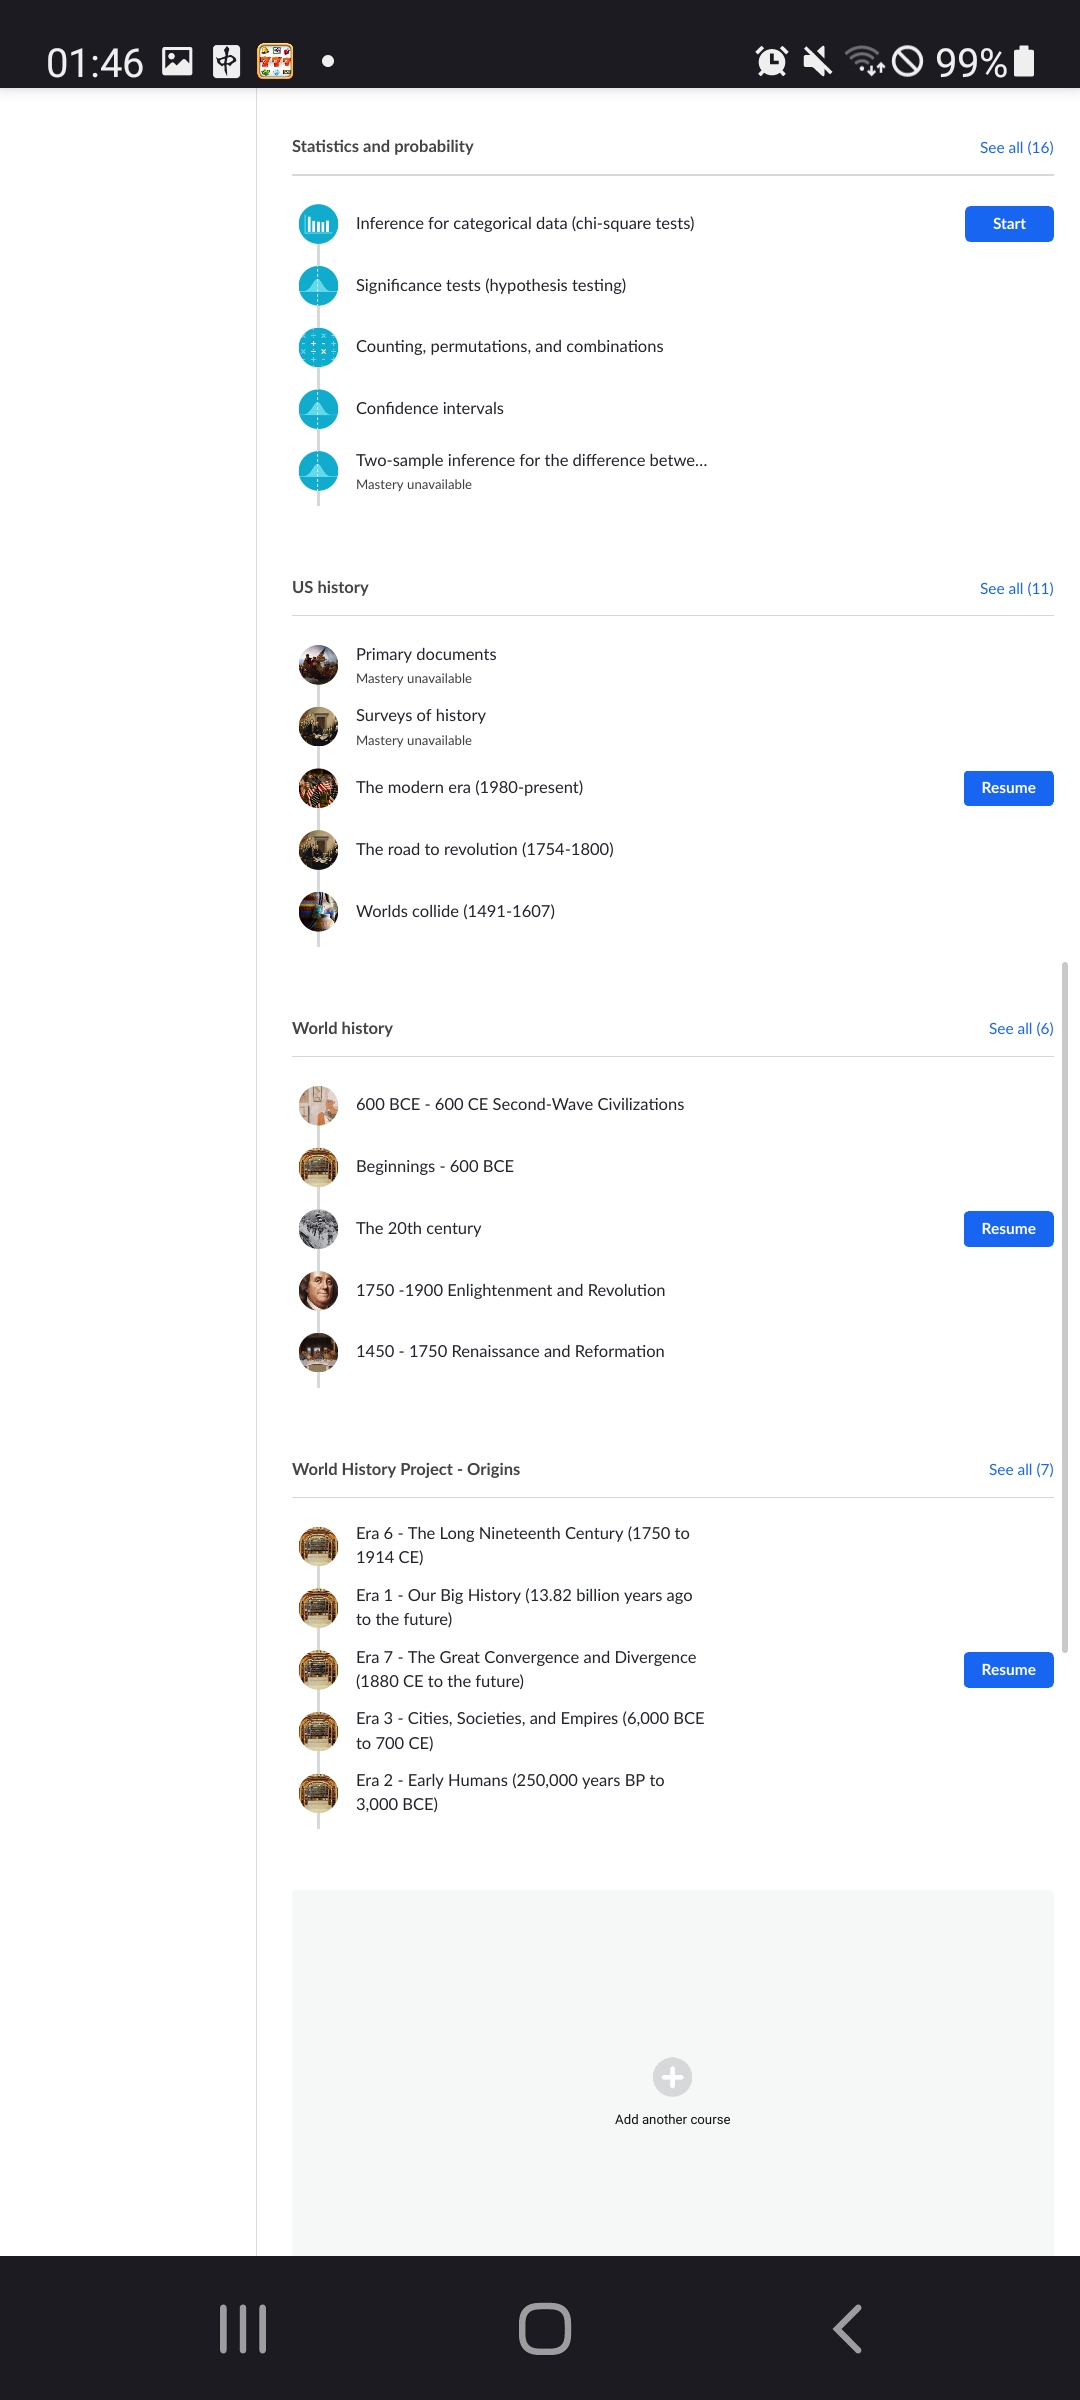 01:46
99%
Statistics and probability
See all (16)
Inference for categorical data (chi-square tests)
Start
Significance tests (hypothesis testing)
Counting, permutations, and combinations
Confidence intervals
Two-sample inference for the difference betwe...
Mastery unavailable
US history
See all (11)
Primary documents
Mastery unavailable
Surveys of history
Mastery unavailable
The modern era (1980-present)
Resume
The road to revolution (1754-1800)
Worlds collide (1491-1607)
World history
See all (6)
600 BCE - 600 CE Second-Wave Civilizations
Beginnings - 600 BCE
The 20th century
Resume
1750 -1900 Enlightenment and Revolution
1450 - 1750 Renaissance and Reformation
World History Project - Origins
See all (7)
Era 6 - The Long Nineteenth Century (1750 to
1914 CE)
Era 1 - Our Big History (13.82 billion years ago
to the future)
Era 7 - The Great Convergence and Divergence
(1880 CE to the future)
Resume
Era 3 - Cities, Societies, and Empires (6,000 BCE
to 700 CE)
Era 2 - Early Humans (250,000 years BP to
3,000 BCE)
Add another course